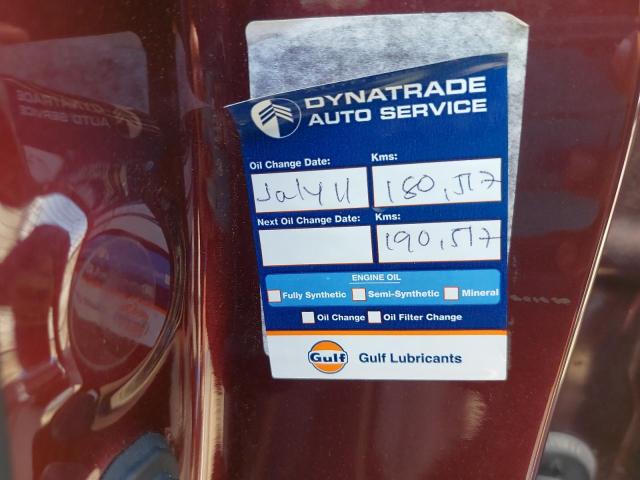 DYNATRADE
AUTO SERVICE
Oil Change Date: Kms:
July 11 180,517
Next Oil Change Date: Kms:
190,517
ENGINE OIL
Fully Synthetic Semi-Synthetic Mineral
Oil Change Oil Filter Change
Gulf Gulf Lubricants